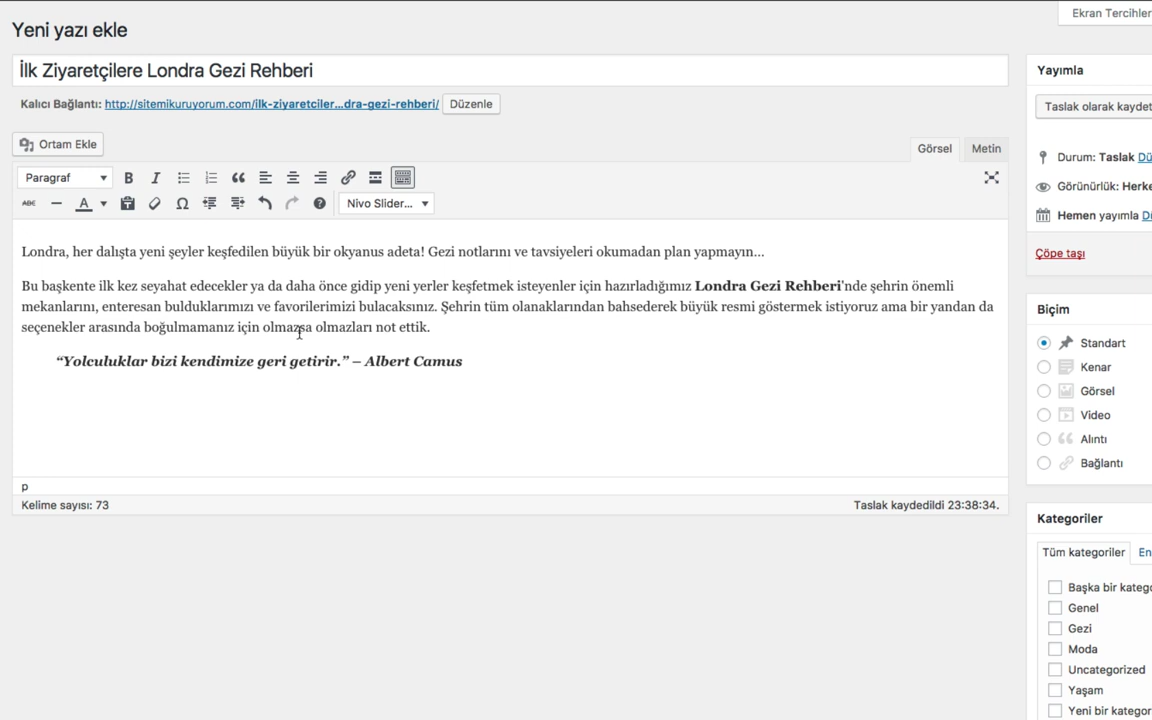 Ekran Tercihler
Yeni yazı ekle
İlk Ziyaretçilere Londra Gezi Rehberi
Kalıcı Bağlantı: http://sitemikuruyorum.com/ilk-ziyaretciler...dra-gezi-rehberi/ Düzenle
Ortam Ekle
Görsel Metin
Paragraf B I
ABC A Ω Nivo Slider...
Londra, her dalışta yeni şeyler keşfedilen büyük bir okyanus adeta! Gezi notlarını ve tavsiyeleri okumadan plan yapmayın...
Bu başkente ilk kez seyahat edecekler ya da daha önce gidip yeni yerler keşfetmek isteyenler için hazırladığımız Londra Gezi Rehberi'nde şehrin önemli
mekanlarını, enteresan bulduklarımızı ve favorilerimizi bulacaksınız. Şehrin tüm olanaklarından bahsederek büyük resmi göstermek istiyoruz ama bir yandan da
seçenekler arasında boğulmamanız için olmazsa olmazları not ettik.
“Yolculuklar bizi kendimize geri getirir.” – Albert Camus
p
Kelime sayısı: 73
Taslak kaydedildi 23:38:34.
Yayımla
Taslak olarak kaydet
Durum: Taslak Dü
Görünürlük: Herke
Hemen yayımla Dü
Çöpe taşı
Biçim
Standart
Kenar
Görsel
Video
Alıntı
Bağlantı
Kategoriler
Tüm kategoriler En
Başka bir katego
Genel
Gezi
Moda
Uncategorized
Yaşam
Yeni bir kategor